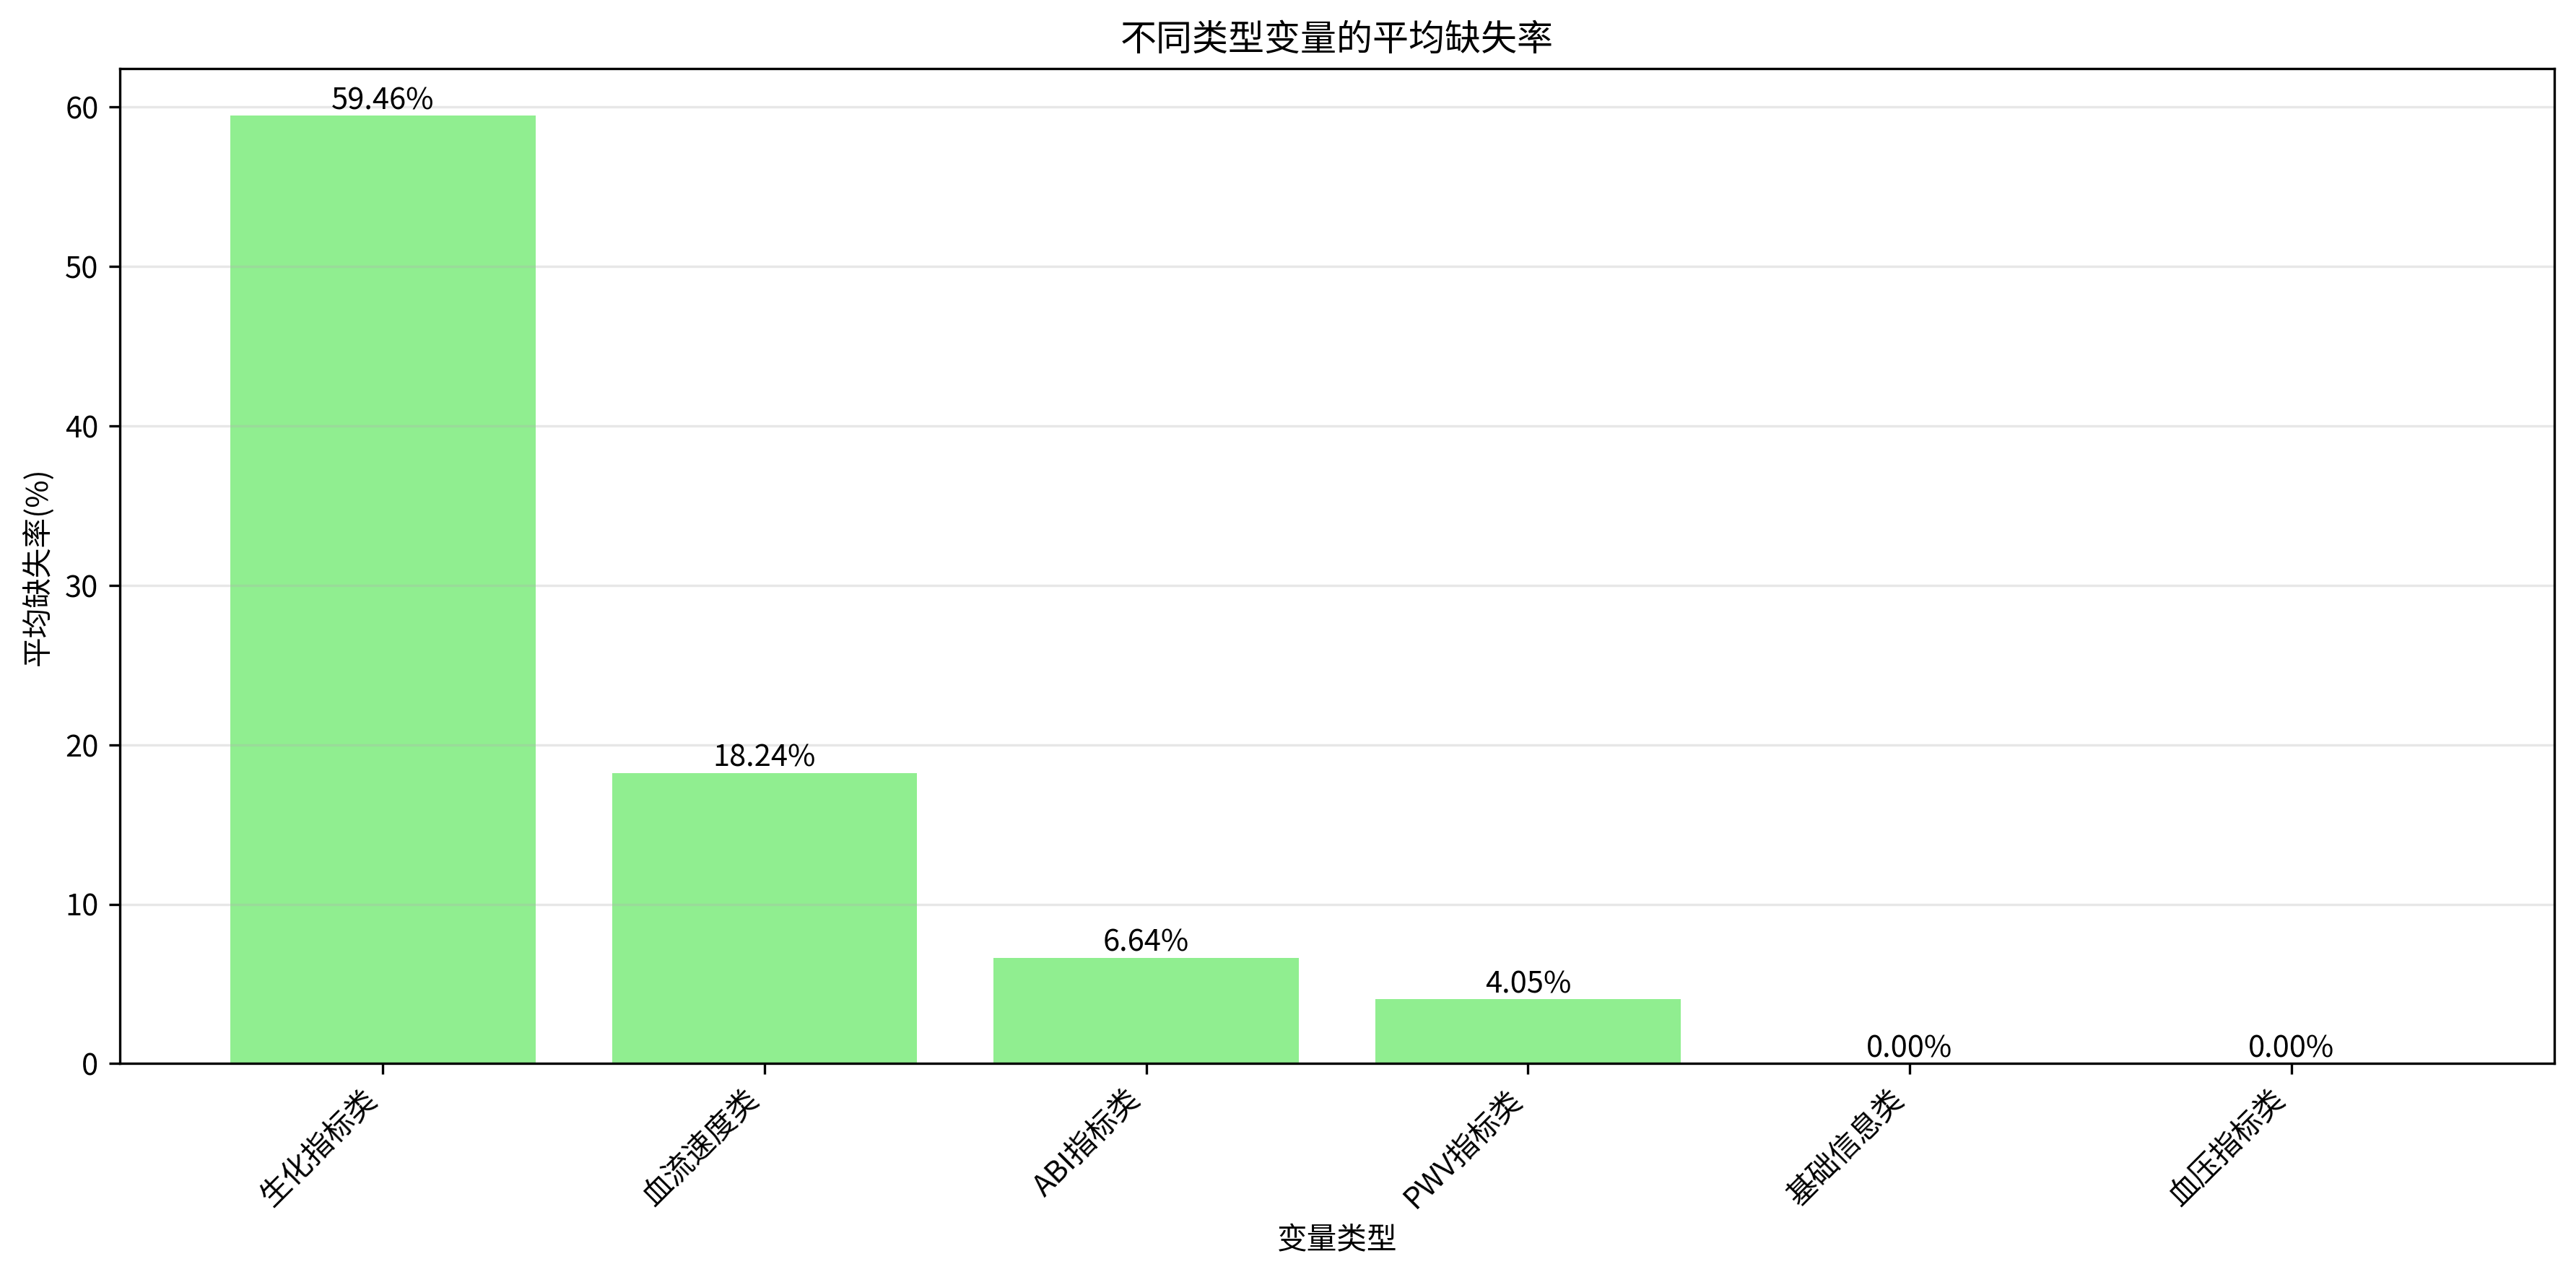 不同类型变量的平均缺失率
平均缺失率(%)
60
50
40
30
20
10
0
59.46%
18.24%
6.64%
4.05%
0.00%
0.00%
生化指标类
血流速度类
ABI指标类
PWV指标类
基础信息类
血压指标类
变量类型